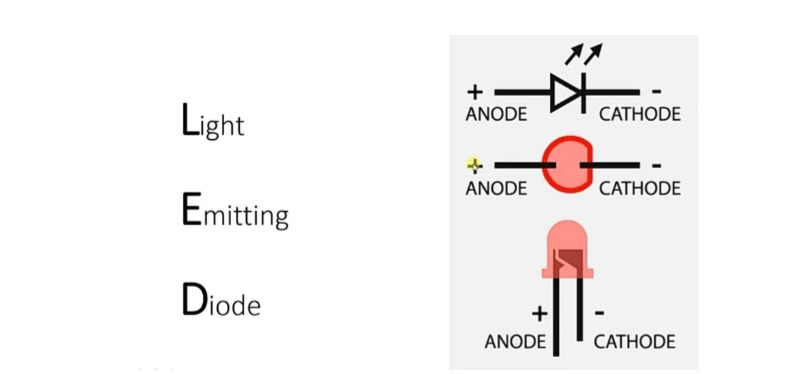 Light
Emitting
Diode
+ -
ANODE CATHODE
+ -
ANODE CATHODE
+ -
ANODE CATHODE